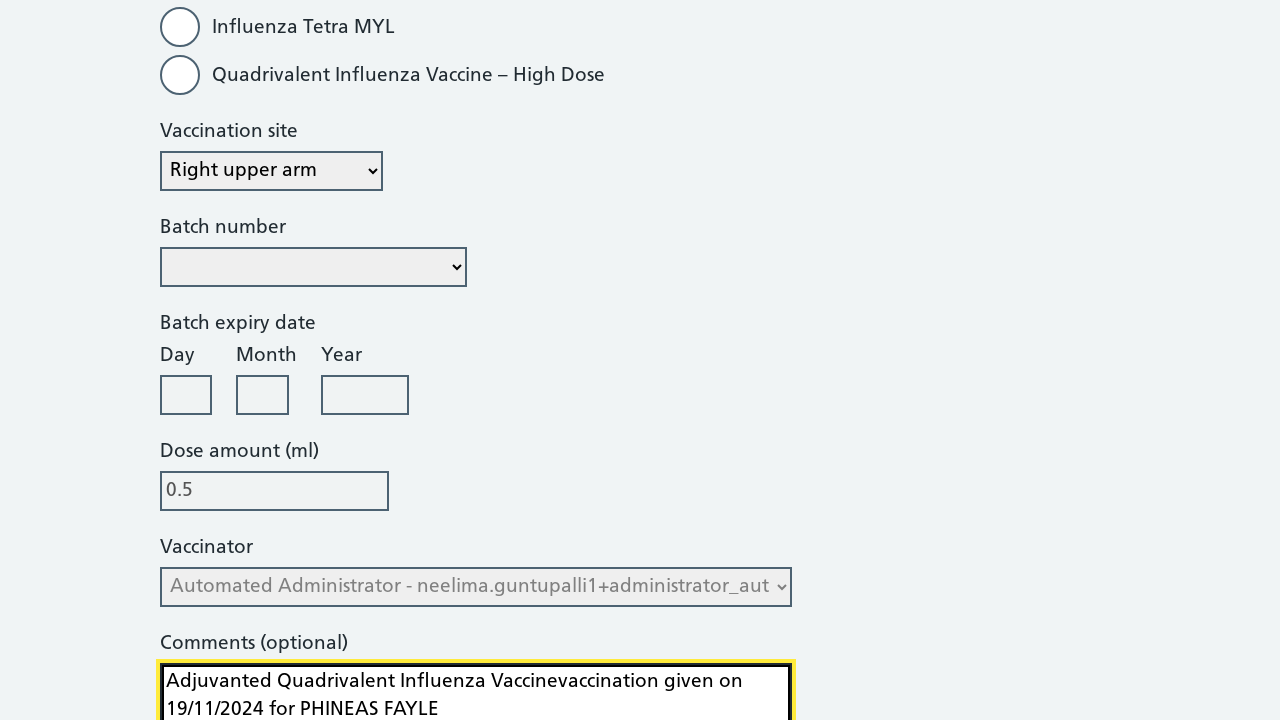 Influenza Tetra MYL
Quadrivalent Influenza Vaccine – High Dose
Vaccination site
Right upper arm
Batch number
Batch expiry date
Day Month Year
Dose amount (ml)
0.5
Vaccinator
Automated Administrator - neelima.guntupalli1+administrator_aut
Comments (optional)
Adjuvanted Quadrivalent Influenza Vaccinevaccination given on
19/11/2024 for PHINEAS FAYLE